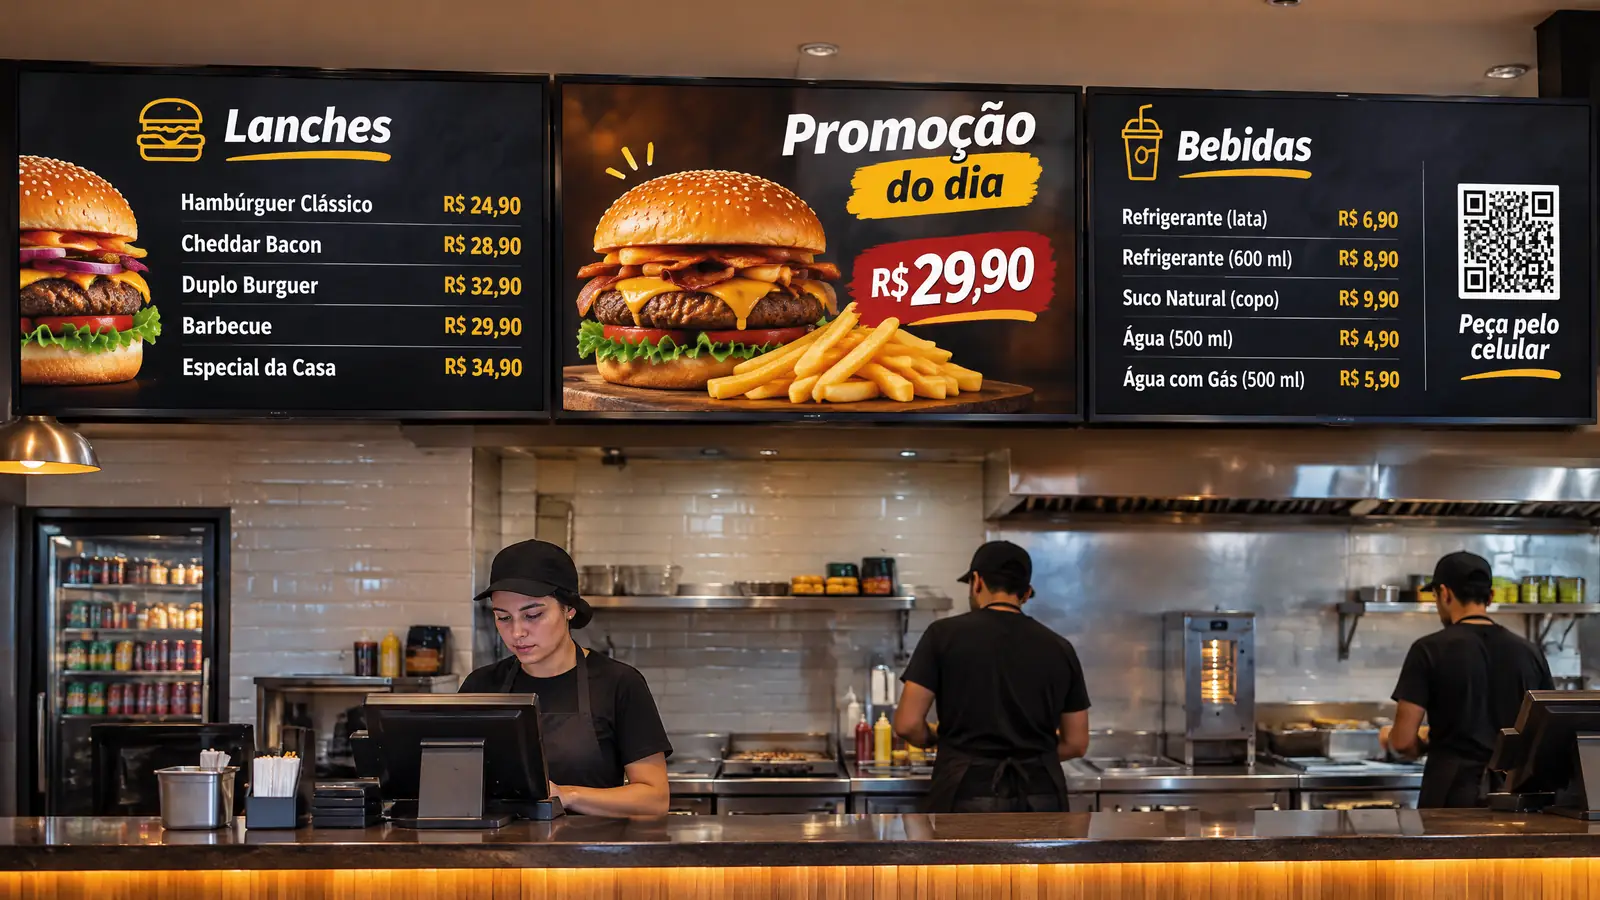 Lanches
Hambúrguer Clássico R$ 24,90
Cheddar Bacon R$ 28,90
Duplo Burguer R$ 32,90
Barbecue R$ 29,90
Especial da Casa R$ 34,90
Promoção
do dia
R$ 29,90
Bebidas
Refrigerante (lata) R$ 6,90
Refrigerante (600 ml) R$ 8,90
Suco Natural (copo) R$ 9,90
Água (500 ml) R$ 4,90
Água com Gás (500 ml) R$ 5,90
Peça pelo
celular